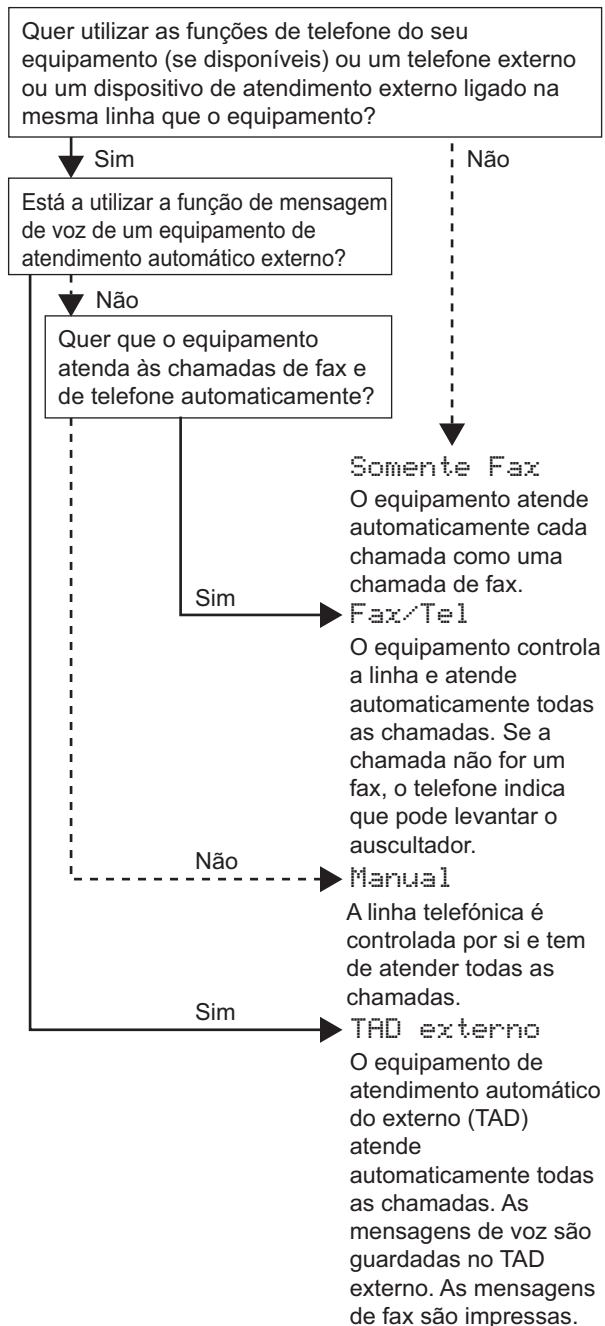 Quer utilizar as funções de telefone do seu
equipamento (se disponíveis) ou um telefone externo
ou um dispositivo de atendimento externo ligado na
mesma linha que o equipamento?
Sim
Não
Está a utilizar a função de mensagem
de voz de um equipamento de
atendimento automático externo?
Não
Quer que o equipamento
atenda às chamadas de fax e
de telefone automaticamente?
Somente Fax
O equipamento atende
automaticamente cada
chamada como uma
chamada de fax.
Sim
Fax/Tel
O equipamento controla
a linha e atende
automaticamente todas
as chamadas. Se a
chamada não for um
fax, o telefone indica
que pode levantar o
auscultador.
Não
Manual
A linha telefónica é
controlada por si e tem
de atender todas as
chamadas.
Sim
TAD externo
O equipamento de
atendimento automático
do externo (TAD)
atende
automaticamente todas
as chamadas. As
mensagens de voz são
guardadas no TAD
externo. As mensagens
de fax são impressas.